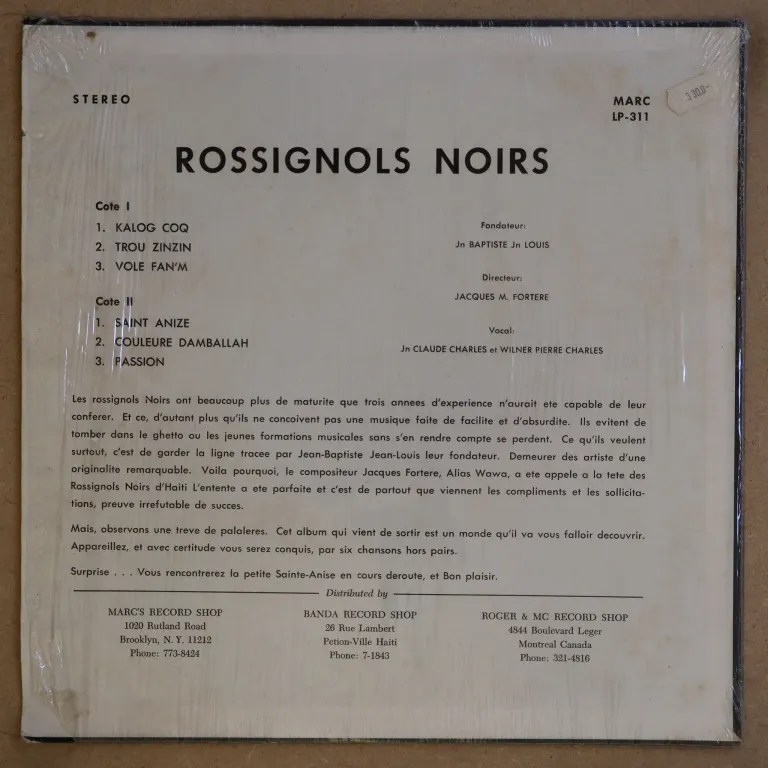 STEREO
MARC
LP-311
3 30.0-
ROSSIGNOLS NOIRS
Cote I
1. KALOG COQ
2. TROU ZINZIN
3. VOLE FAN'M
Cote II
1. SAINT ANIZE
2. COULEURE DAMBALLAH
3. PASSION
Fondateur:
Jn BAPTISTE Jn LOUIS
Directeur:
JACQUES M. FORTERE
Vocal:
Jn CLAUDE CHARLES et WILNER PIERRE CHARLES
Les rossignols Noirs ont beaucoup plus de maturite que trois annees d'experience n'aurait ete capable de leur
conferer. Et ce, d'autant plus qu'ils ne concoivent pas une musique faite de facilite et d'absurdite. Ils evitent de
tomber dans le ghetto ou les jeunes formations musicales sans s'en rendre compte se perdent. Ce qu'ils veulent
surtout, c'est de garder la ligne tracee par Jean-Baptiste Jean-Louis leur fondateur. Demeurer des artiste d'une
originalite remarquable. Voila pourquoi, le compositeur Jacques Fortere, Alias Wawa, a ete appele a la tete des
Rossignols Noirs d'Haiti L'entente a ete parfaite et c'est de partout que viennent les compliments et les sollicita-
tions, preuve irrefutable de succes.
Mais, observons une treve de palaleres. Cet album qui vient de sortir est un monde qu'il va vous falloir decouvrir.
Appareillez, et avec certitude vous serez conquis, par six chansons hors pairs.
Surprise . . . Vous rencontrerez la petite Sainte-Anise en cours deroute, et Bon plaisir.
Distributed by
MARC'S RECORD SHOP
1020 Rutland Road
Brooklyn, N. Y. 11212
Phone: 773-8424
BANDA RECORD SHOP
26 Rue Lambert
Petion-Ville Haiti
Phone: 7-1843
ROGER & MC RECORD SHOP
4844 Boulevard Leger
Montreal Canada
Phone: 321-4816